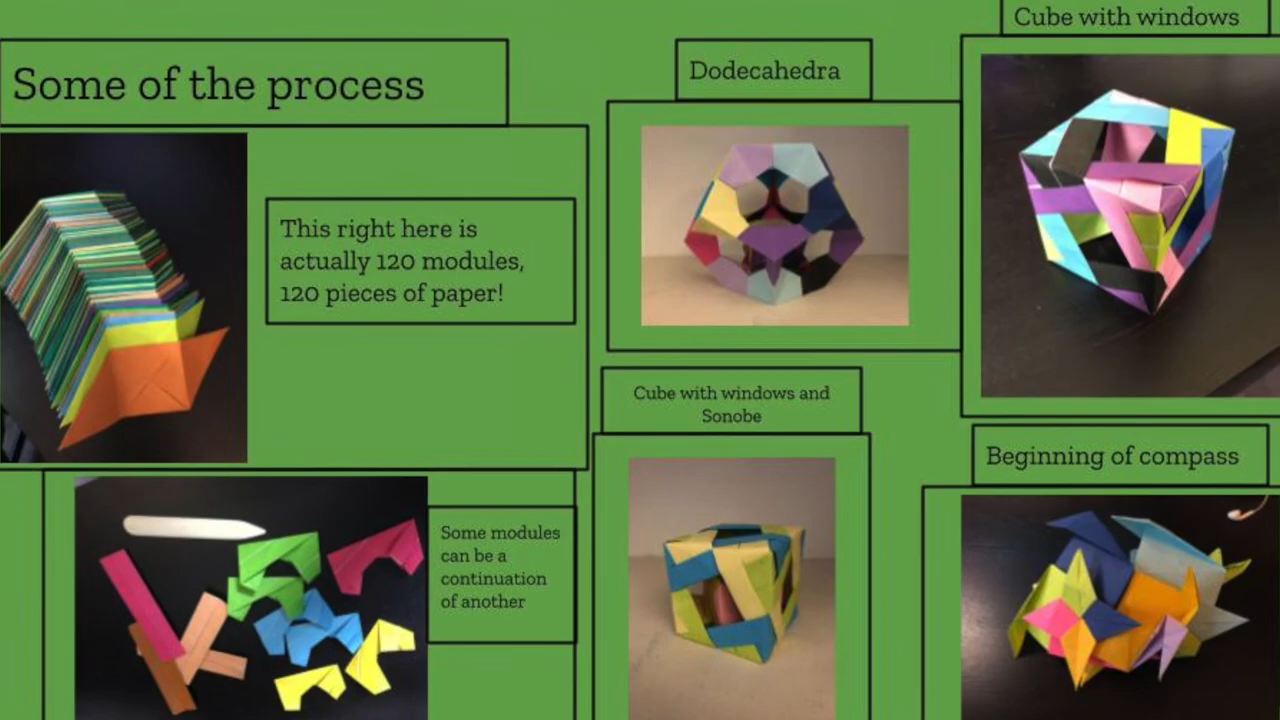 Some of the process
This right here is
actually 120 modules,
120 pieces of paper!
Some modules
can be a
continuation
of another
Dodecahedra
Cube with windows and
Sonobe
Cube with windows
Beginning of compass